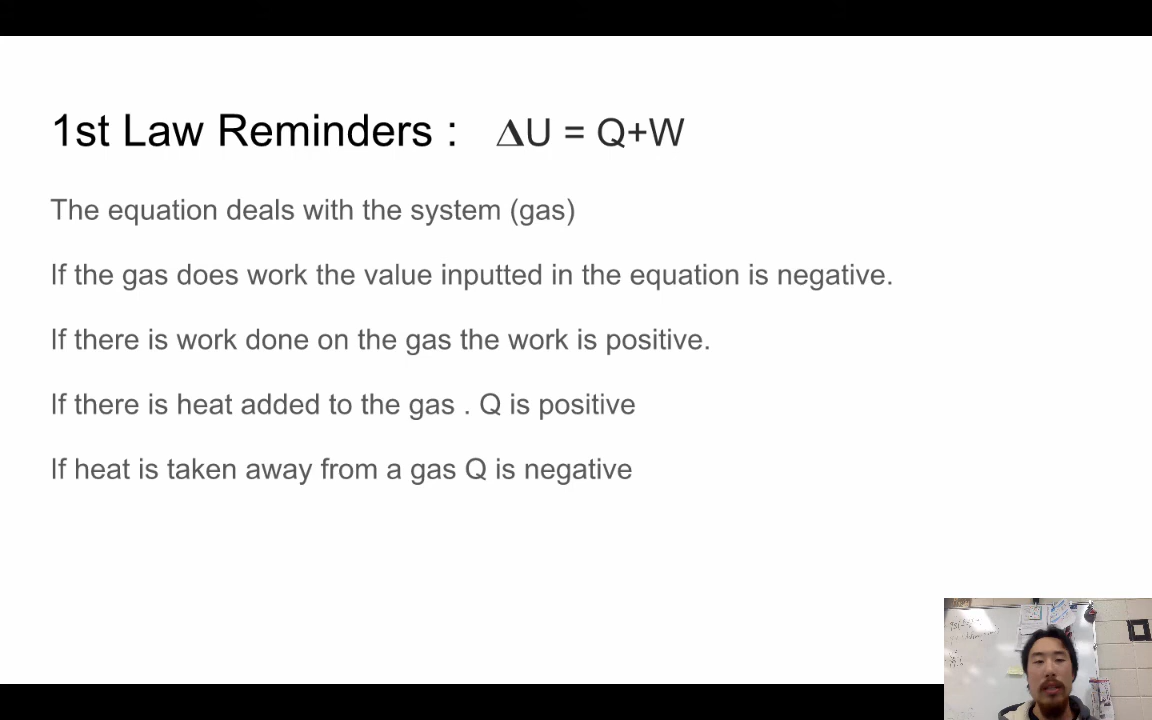 1st Law Reminders : ΔU = Q+W
The equation deals with the system (gas)
If the gas does work the value inputted in the equation is negative.
If there is work done on the gas the work is positive.
If there is heat added to the gas . Q is positive
If heat is taken away from a gas Q is negative